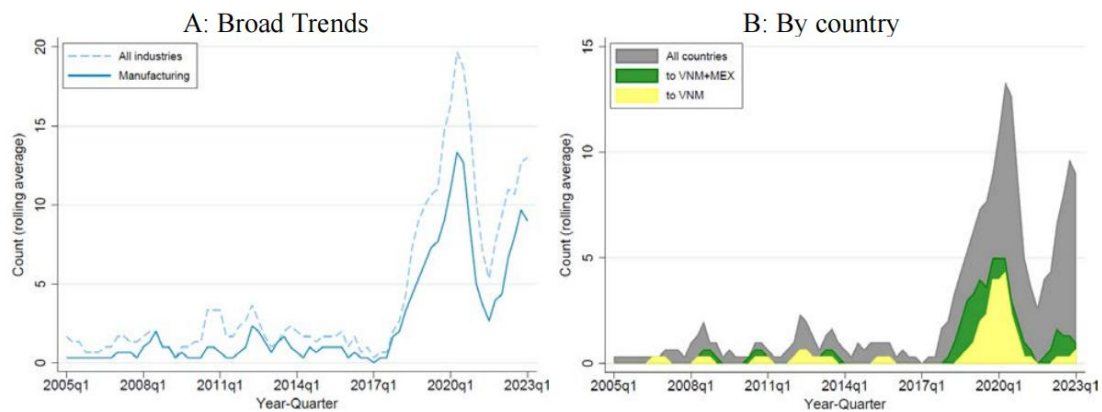 A: Broad Trends
All industries
Manufacturing
Count (rolling average)
20
15
10
5
0
2005q1 2008q1 2011q1 2014q1 2017q1 2020q1 2023q1
Year-Quarter
B: By country
All countries
to VNM+MEX
to VNM
Count (rolling average)
15
10
5
0
2005q1 2008q1 2011q1 2014q1 2017q1 2020q1 2023q1
Year-Quarter